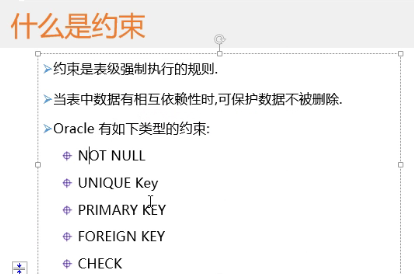 什么是约束
约束是表级强制执行的规则.
当表中数据有相互依赖性时,可保护数据不被删除.
Oracle 有如下类型的约束:
NOT NULL
UNIQUE Key
PRIMARY KEY
FOREIGN KEY
CHECK